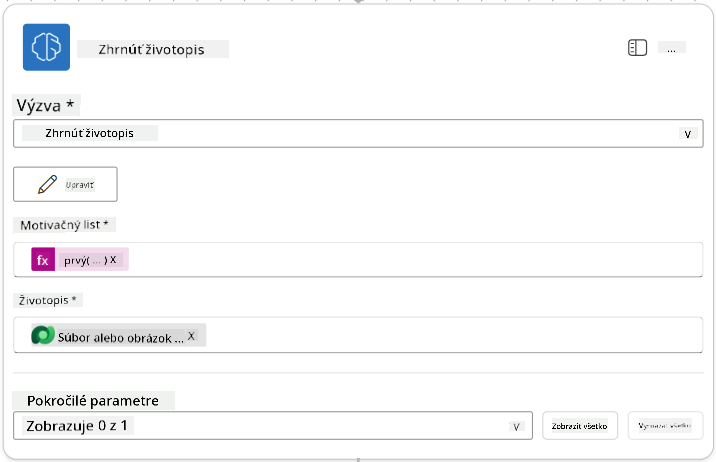 Zhrnúť životopis
...
Výzva *
Zhrnúť životopis
Upraviť
Motivačný list *
fx prvý( ... ) X
Životopis *
Súbor alebo obrázok ... X
Pokročilé parametre
Zobrazuje 0 z 1
Zobraziť všetko
Vymazať všetko